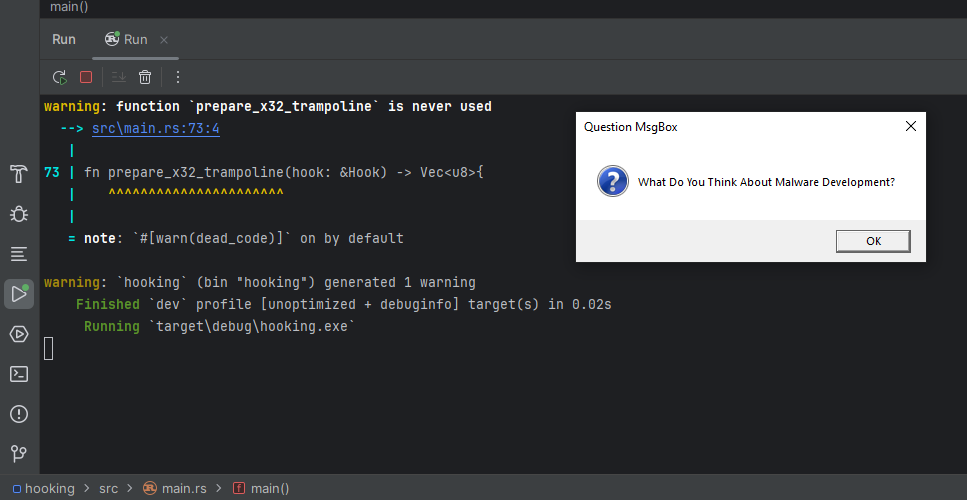 main()
Run
Run
warning: function `prepare_x32_trampoline` is never used
--> src\main.rs:73:4
|
73 | fn prepare_x32_trampoline(hook: &Hook) -> Vec<u8>{
| ^^^^^^^^^^^^^^^^^^^^^^
|
= note: `#[warn(dead_code)]` on by default
warning: `hooking` (bin "hooking") generated 1 warning
Finished `dev` profile [unoptimized + debuginfo] target(s) in 0.02s
Running `target\debug\hooking.exe`
Question MsgBox
What Do You Think About Malware Development?
OK
hooking > src > main.rs > main()